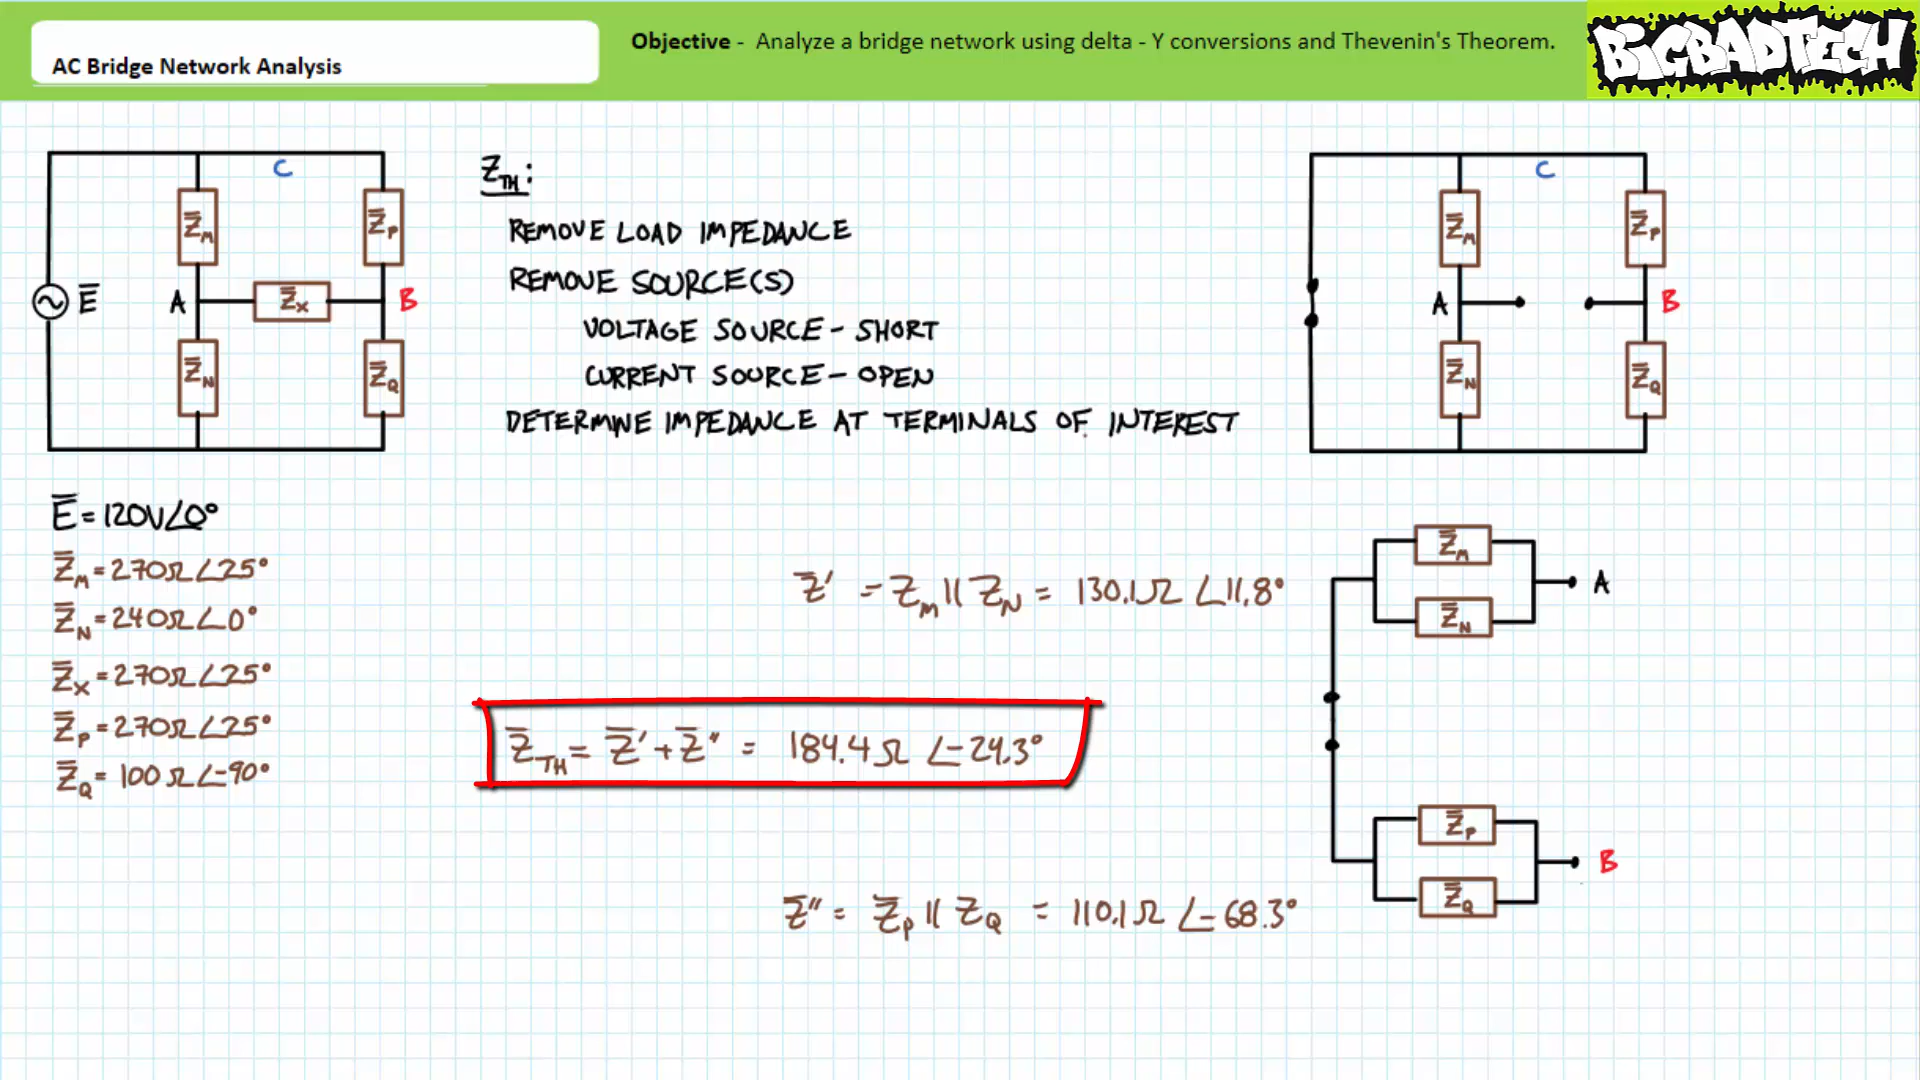 AC Bridge Network Analysis
Objective - Analyze a bridge network using delta - Y conversions and Thevenin's Theorem.
BIGBADTECH
C
Z̅M
Z̅P
E̅
A
Z̅X
B
Z̅N
Z̅Q
E̅ = 120V∠0°
Z̅M = 270Ω∠25°
Z̅N = 240Ω∠0°
Z̅X = 270Ω∠25°
Z̅P = 270Ω∠25°
Z̅Q = 100Ω∠-90°
ZTH:
REMOVE LOAD IMPEDANCE
REMOVE SOURCE(S)
VOLTAGE SOURCE - SHORT
CURRENT SOURCE - OPEN
DETERMINE IMPEDANCE AT TERMINALS OF INTEREST
Z̅' = ZM || ZN = 130.1Ω ∠11.8°
Z̅TH = Z̅' + Z̅" = 184.4Ω ∠-24.3°
Z̅" = Z̅P || ZQ = 110.1Ω ∠-68.3°
C
Z̅M
Z̅P
A
B
Z̅N
Z̅Q
Z̅M
A
Z̅N
Z̅P
B
Z̅Q